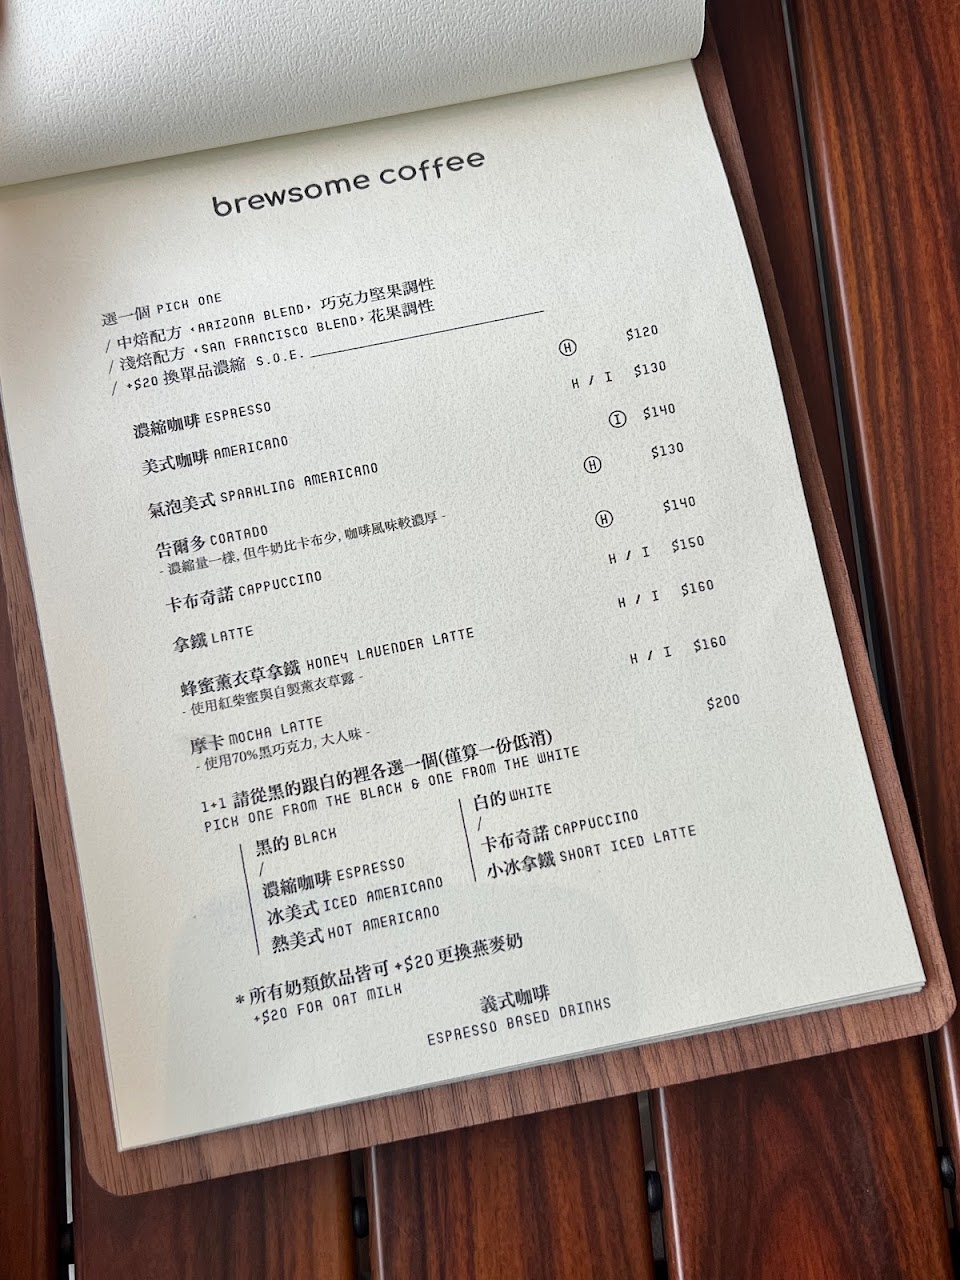 brewsome coffee
選一個 PICK ONE
/ 中焙配方,ARIZONA BLEND, 巧克力堅果調性
/ 淺焙配方,SAN FRANCISCO BLEND,花果調性
/ +$20 換單品濃縮 S.O.E.
濃縮咖啡 ESPRESSO Ⓗ $120
美式咖啡 AMERICANO H / I $130
氣泡美式 SPARKLING AMERICANO Ⓘ $140
告爾多 CORTADO Ⓗ $130
- 濃縮量一樣, 但牛奶比卡布少, 咖啡風味較濃厚 -
卡布奇諾 CAPPUCCINO Ⓗ $140
拿鐵 LATTE H / I $150
蜂蜜薰衣草拿鐵 HONEY LAVENDER LATTE H / I $160
- 使用紅柴蜜與自製薰衣草露 -
摩卡 MOCHA LATTE H / I $160
- 使用70%黑巧克力, 大人味 -
1+1 請從黑的跟白的裡各選一個(僅算一份低消) $200
PICK ONE FROM THE BLACK & ONE FROM THE WHITE
黑的 BLACK
/
濃縮咖啡 ESPRESSO
冰美式 ICED AMERICANO
熱美式 HOT AMERICANO
白的 WHITE
/
卡布奇諾 CAPPUCCINO
小冰拿鐵 SHORT ICED LATTE
* 所有奶類飲品皆可 +$20 更換燕麥奶
+$20 FOR OAT MILK
義式咖啡
ESPRESSO BASED DRINKS